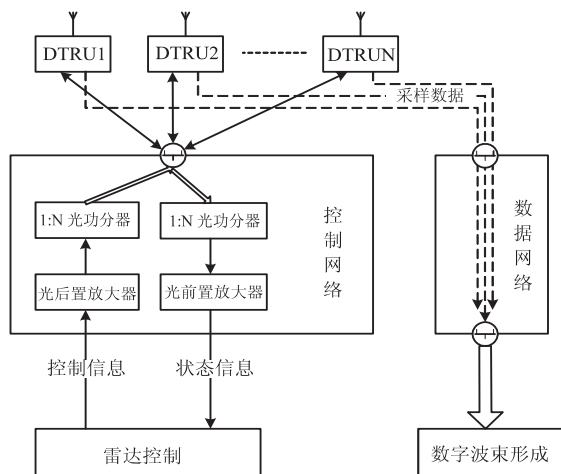 DTRU1
DTRU2
DTRUN
采样数据
1:N 光功分器
1:N 光功分器
控制网络
数据网络
光后置放大器
光前置放大器
控制信息
状态信息
雷达控制
数字波束形成